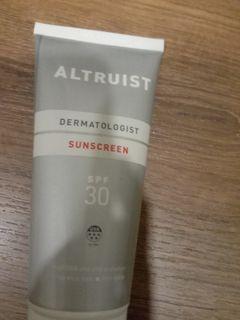 ALTRUIST
DERMATOLOGIST
SUNSCREEN
SPF
30